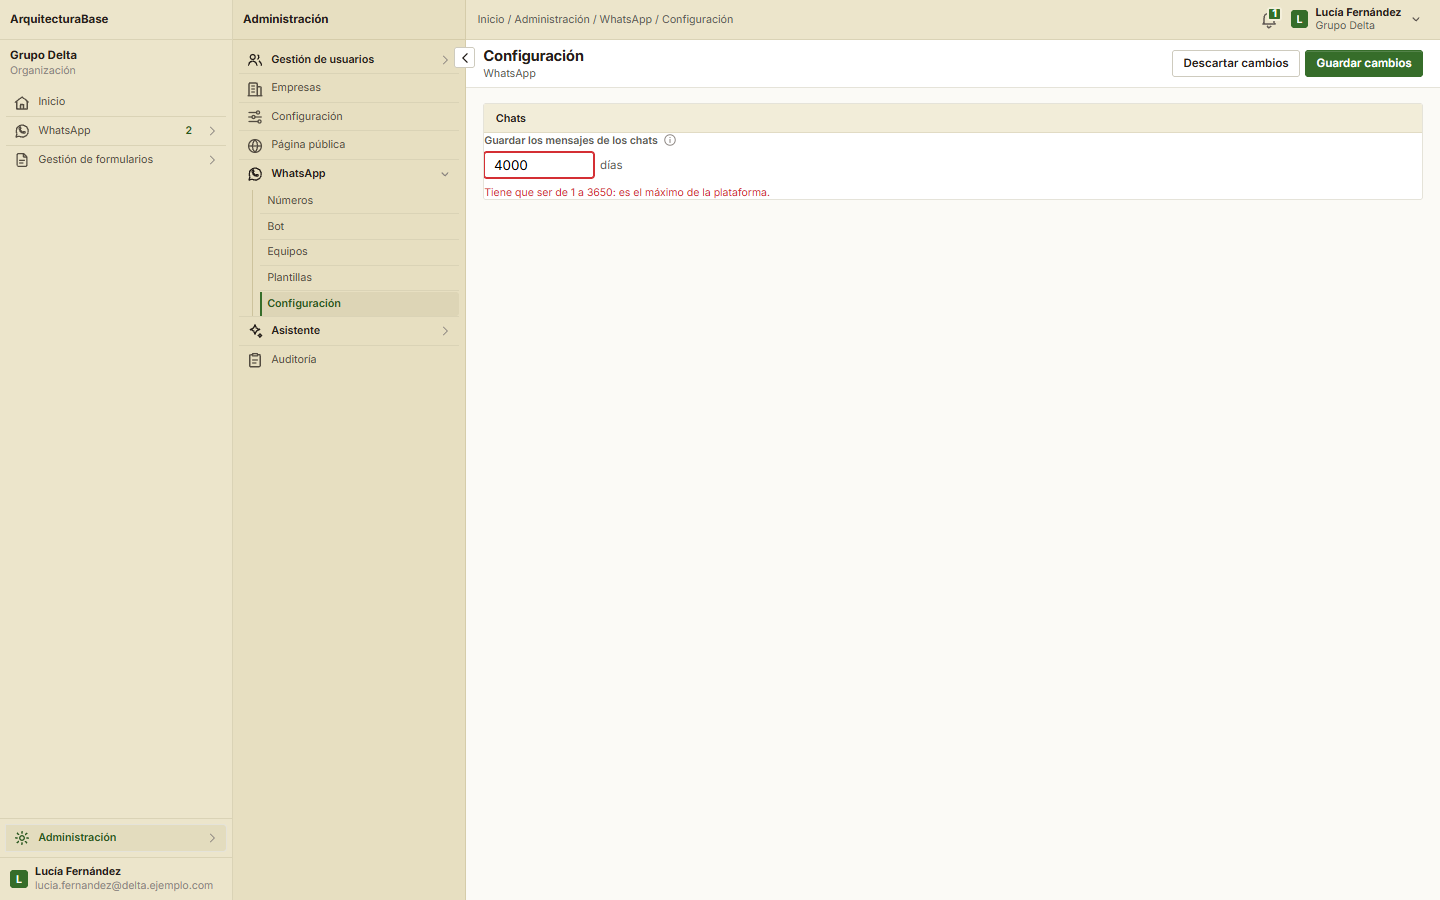 ArquitecturaBase
Grupo Delta
Organización
Inicio
WhatsApp 2
Gestión de formularios
Administración
Lucía Fernández
L
lucia.fernandez@delta.ejemplo.com
Administración
Gestión de usuarios
Empresas
Configuración
Página pública
WhatsApp
Números
Bot
Equipos
Plantillas
Configuración
Asistente
Auditoría
Inicio / Administración / WhatsApp / Configuración
1
L
Lucía Fernández
Grupo Delta
Configuración
WhatsApp
Descartar cambios
Guardar cambios
Chats
Guardar los mensajes de los chats
4000 días
Tiene que ser de 1 a 3650: es el máximo de la plataforma.